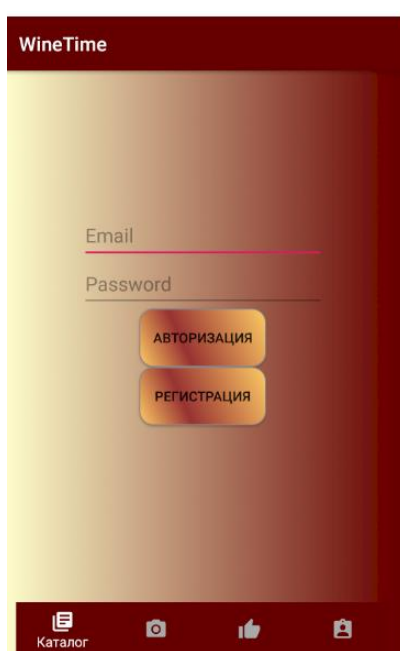 WineTime
Email
Password
АВТОРИЗАЦИЯ
РЕГИСТРАЦИЯ
Каталог